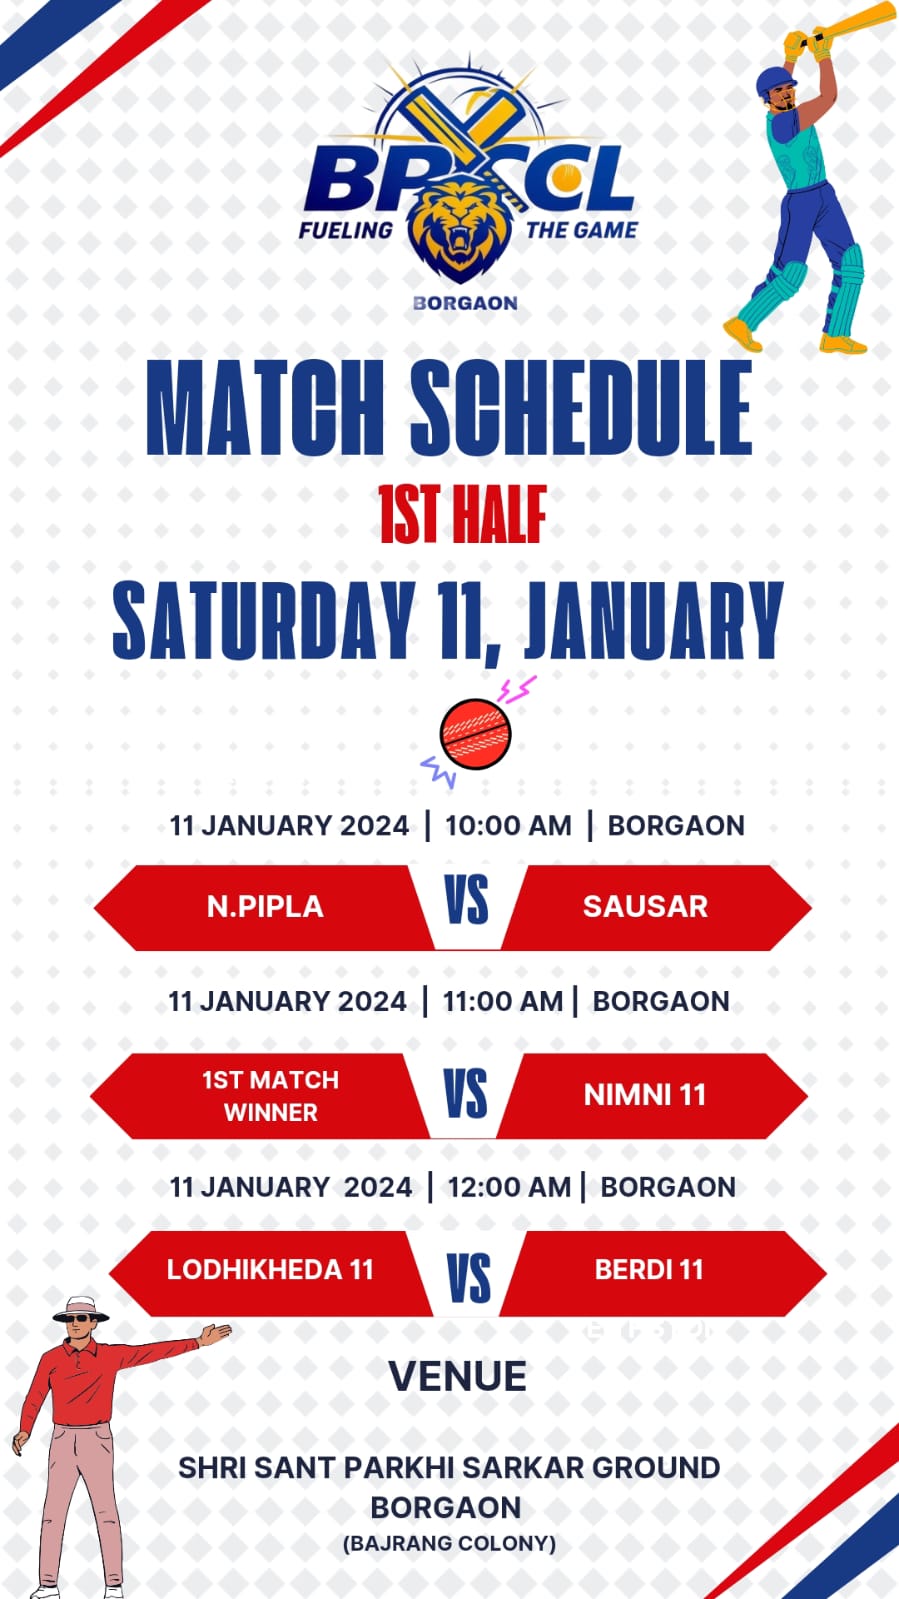 BPSCL
FUELING THE GAME
BORGAON
MATCH SCHEDULE
1ST HALF
SATURDAY 11, JANUARY
11 JANUARY 2024 | 10:00 AM | BORGAON
N.PIPLA VS SAUSAR
11 JANUARY 2024 | 11:00 AM | BORGAON
1ST MATCH
WINNER VS NIMNI 11
11 JANUARY 2024 | 12:00 AM | BORGAON
LODHIKHEDA 11 VS BERDI 11
VENUE
SHRI SANT PARKHI SARKAR GROUND
BORGAON
(BAJRANG COLONY)